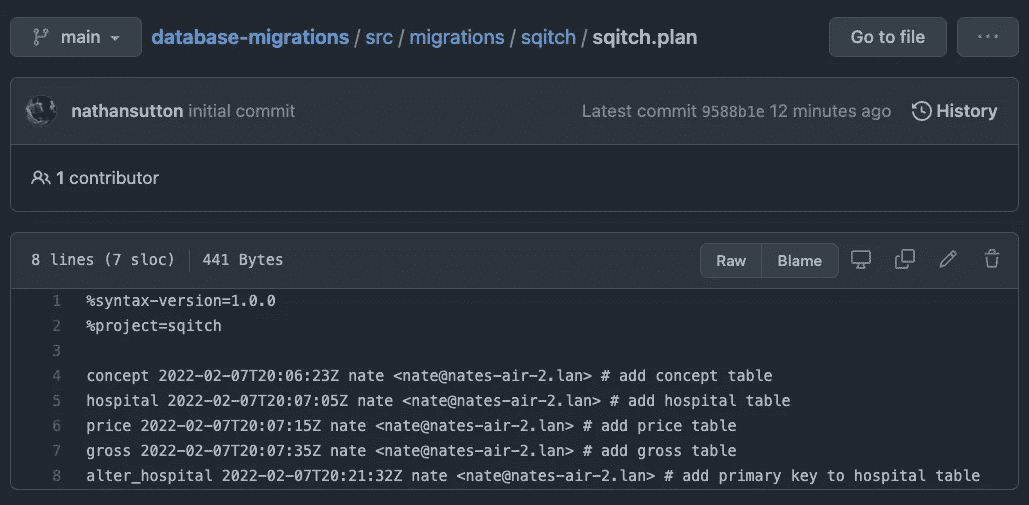 main database-migrations / src / migrations / sqitch / sqitch.plan Go to file ...
nathansutton initial commit Latest commit 9588b1e 12 minutes ago History
1 contributor
8 lines (7 sloc) 441 Bytes Raw Blame
1 %syntax-version=1.0.0
2 %project=sqitch
3
4 concept 2022-02-07T20:06:23Z nate <nate@nates-air-2.lan> # add concept table
5 hospital 2022-02-07T20:07:05Z nate <nate@nates-air-2.lan> # add hospital table
6 price 2022-02-07T20:07:15Z nate <nate@nates-air-2.lan> # add price table
7 gross 2022-02-07T20:07:35Z nate <nate@nates-air-2.lan> # add gross table
8 alter_hospital 2022-02-07T20:21:32Z nate <nate@nates-air-2.lan> # add primary key to hospital table